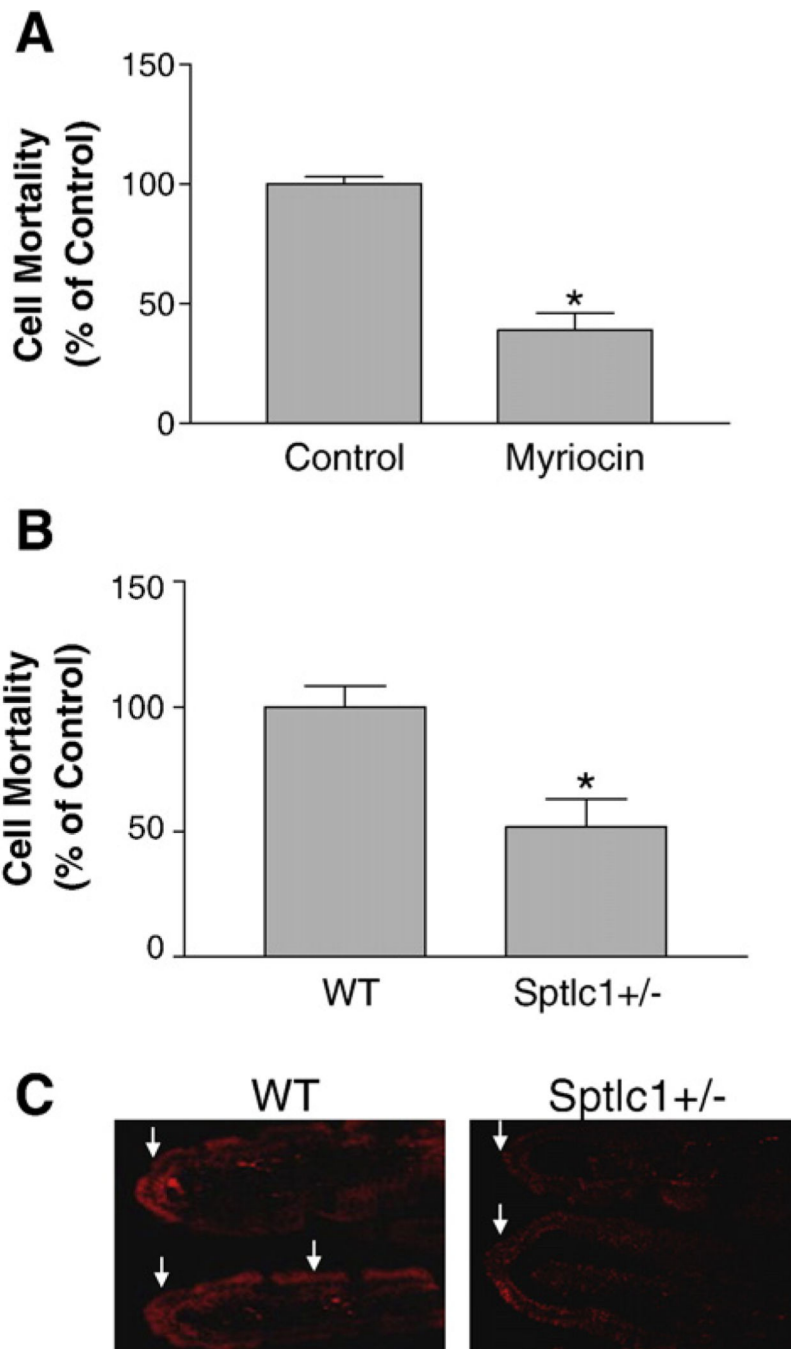 A
Cell Mortality
(% of Control)
150
100
50
0
*
Control Myriocin
B
Cell Mortality
(% of Control)
150
100
50
0
*
WT Sptlc1+/-
C
WT Sptlc1+/-